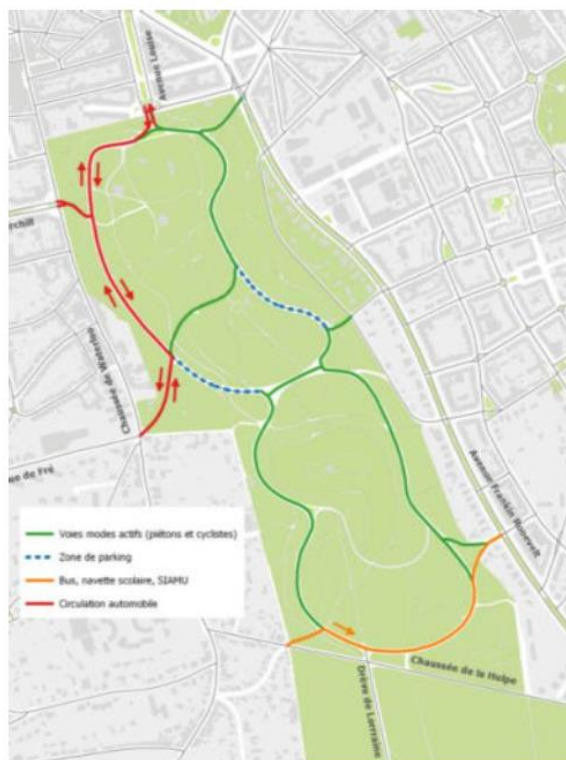 Avenue Louise
rchill
Chaussée de Waterloo
ue de Fré
Avenue Franklin Roosevelt
Voies modes actifs (piétons et cyclistes)
Zone de parking
Bus, navette scolaire, SIAMU
Circulation automobile
Chaussée de la Hulpe
Drève de Lorraine